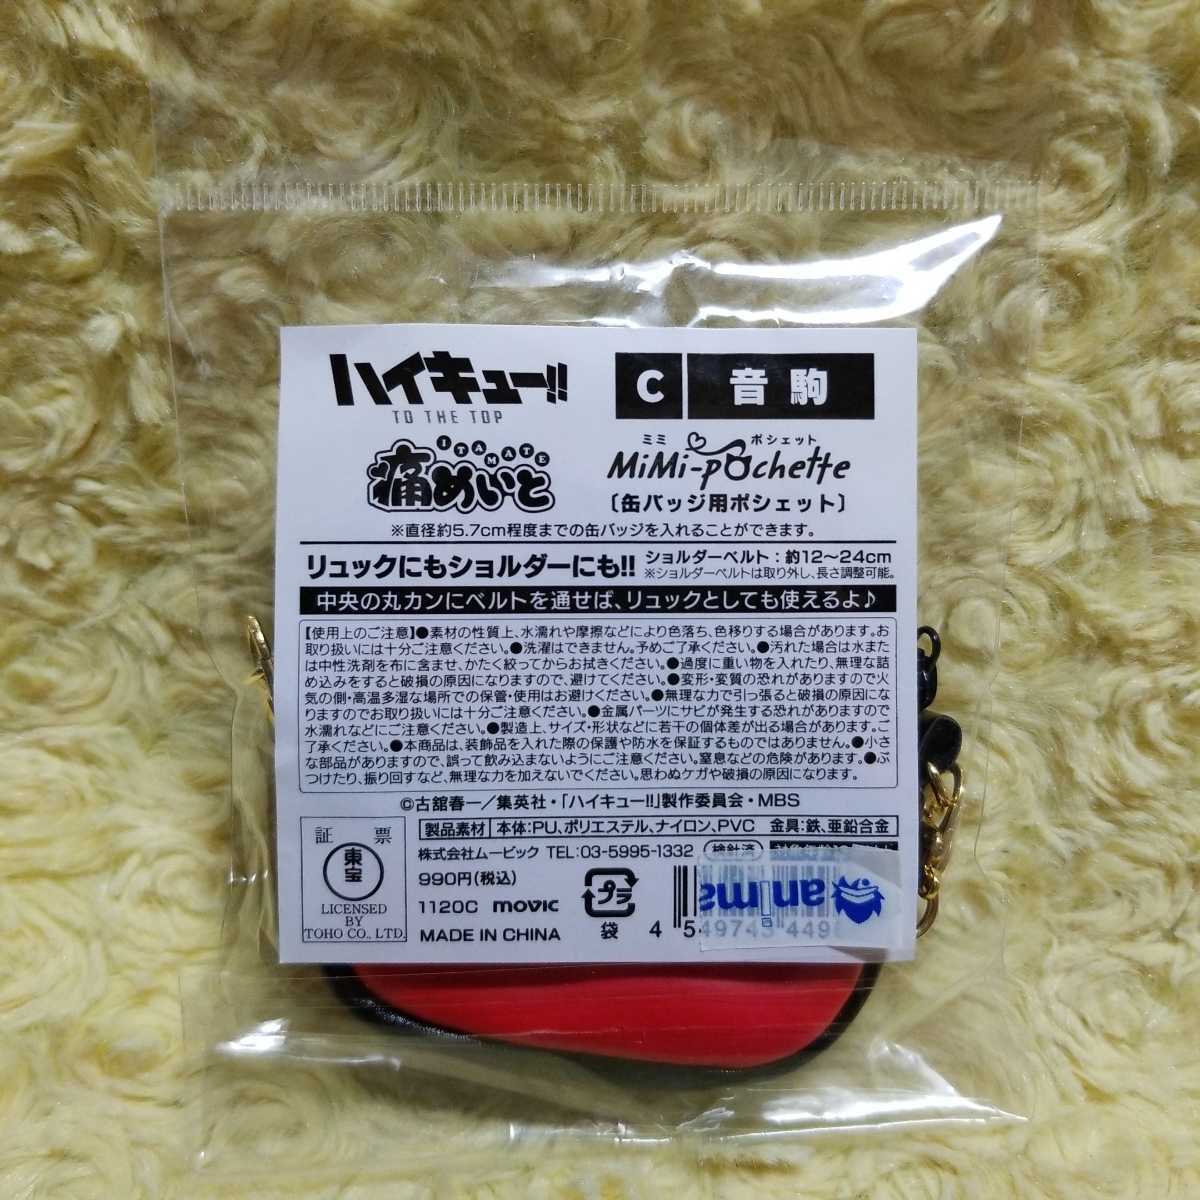 ハイキュー!!
TO THE TOP
C 音駒
ITAMATE
痛めいと
ミミ ポシェット
MiMi-pochette
〔缶バッジ用ポシェット〕
※直径約5.7cm程度までの缶バッジを入れることができます。
リュックにもショルダーにも!!
ショルダーベルト：約12〜24cm
※ショルダーベルトは取り外し、長さ調整可能。
中央の丸カンにベルトを通せば、リュックとしても使えるよ♪
【使用上のご注意】●素材の性質上、水濡れや摩擦などにより色落ち、色移りする場合があります。お
取り扱いには十分ご注意ください。●洗濯はできません。予めご了承ください。●汚れた場合は水また
は中性洗剤を布に含ませ、かたく絞ってからお拭きください。●過度に重い物を入れたり、無理な詰
め込みをすると破損の原因になりますので、避けてください。●変形・変質の恐れがありますので火
気の側・高温多湿な場所での保管・使用はお避けください。●無理な力で引っ張ると破損の原因にな
りますのでお取り扱いには十分ご注意ください。●金属パーツにサビが発生する恐れがありますので
水濡れなどにご注意ください。●製造上、サイズ・形状などに若干の個体差が出る場合があります。ご
了承ください。●本商品は、装飾品を入れた際の保護や防水を保証するものではありません。●小さ
な部品がありますので、誤って飲み込まないようにご注意ください。窒息などの危険があります。●ぶ
つけたり、振り回すなど、無理な力を加えないでください。思わぬケガや破損の原因になります。
©古舘春一／集英社・「ハイキュー!!」製作委員会・MBS
証 票
東宝
LICENSED
BY
TOHO CO., LTD.
製品素材 本体：PU、ポリエステル、ナイロン、PVC 金具：鉄、亜鉛合金
株式会社ムービック TEL：03-5995-1332 検針済
990円(税込)
1120C movic
MADE IN CHINA
プラ
袋
anima
4 549743 449